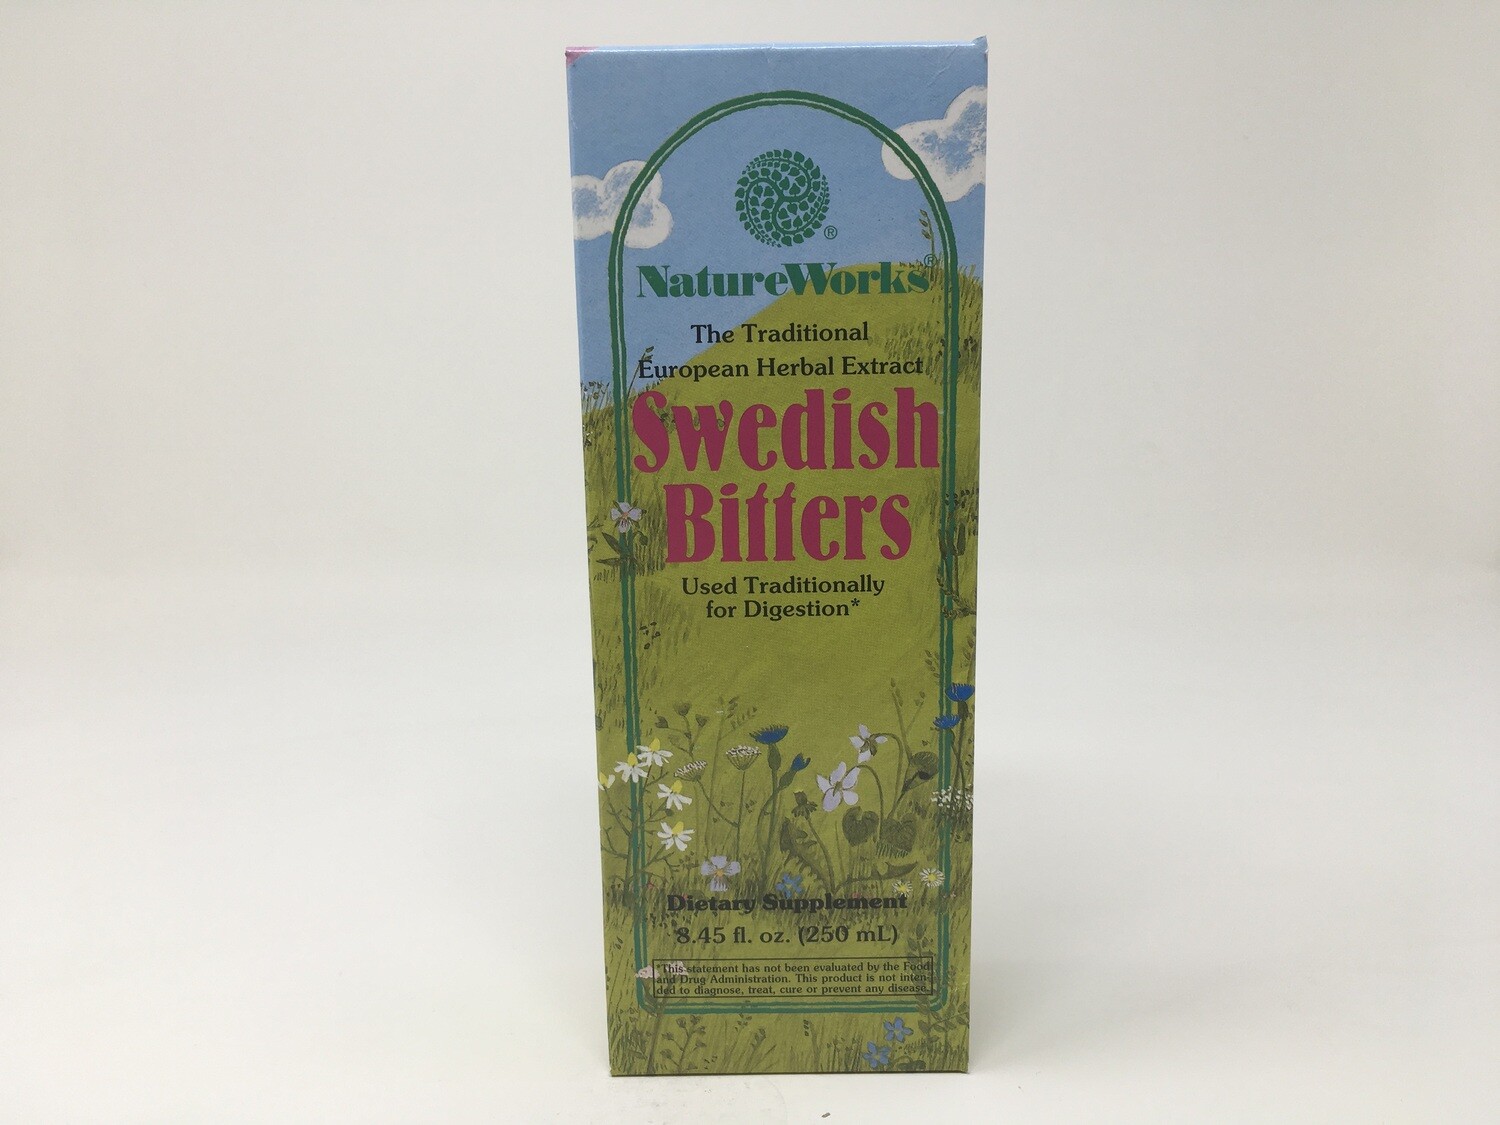 ®
NatureWorks®
The Traditional
European Herbal Extract
Swedish
Bitters
Used Traditionally
for Digestion*
Dietary Supplement
8.45 fl. oz. (250 mL)
*This statement has not been evaluated by the Food
and Drug Administration. This product is not inten-
ded to diagnose, treat, cure or prevent any disease.